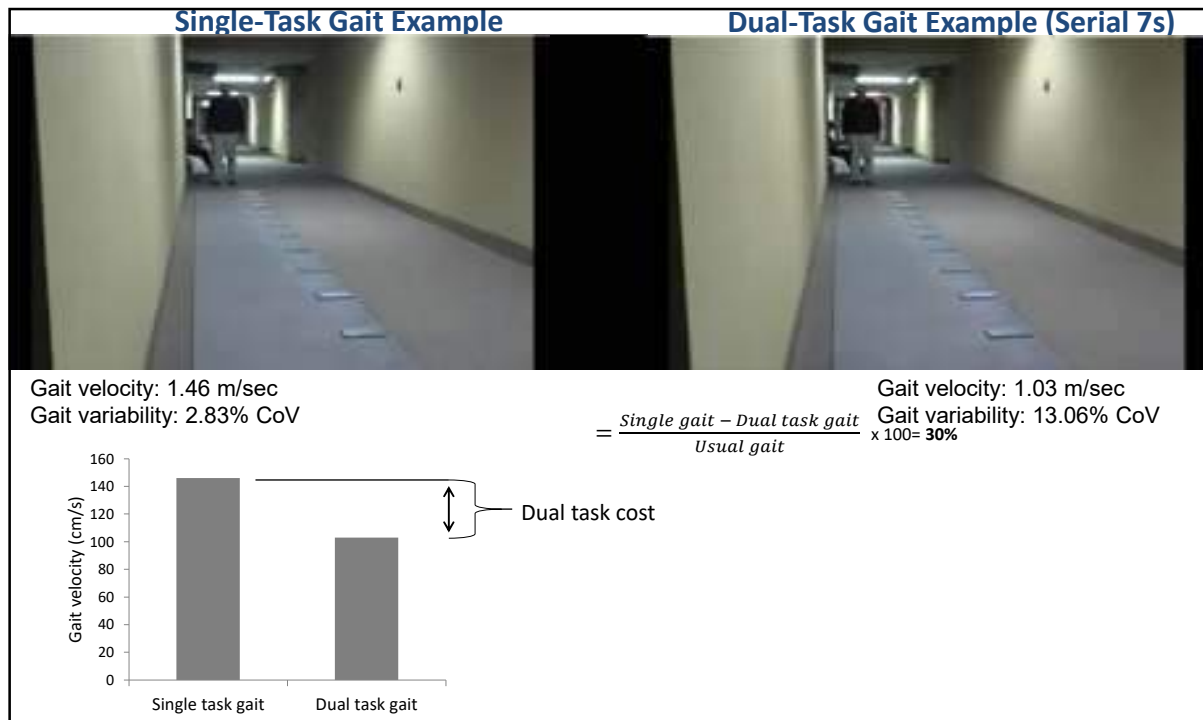 Single-Task Gait Example
Dual-Task Gait Example (Serial 7s)
Gait velocity: 1.46 m/sec
Gait variability: 2.83% CoV
Gait velocity: 1.03 m/sec
Gait variability: 13.06% CoV
= Single gait − Dual task gait / Usual gait x 100= 30%
Gait velocity (cm/s)
160
140
120
100
80
60
40
20
0
Single task gait
Dual task gait
Dual task cost